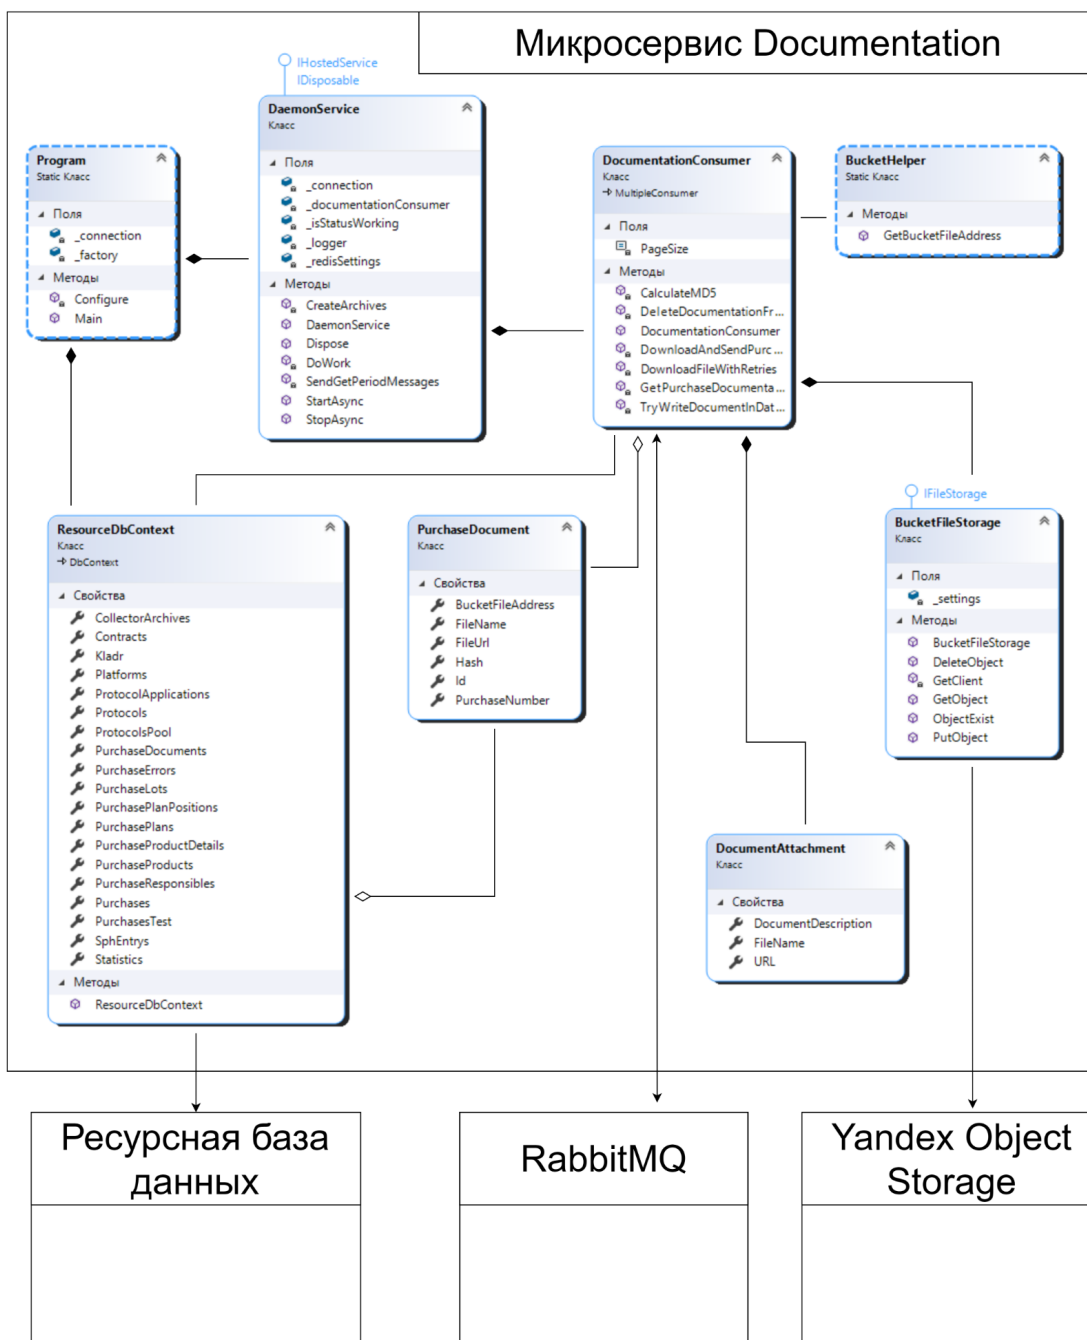 Микросервис Documentation
IHostedService
IDisposable
DaemonService
Класс
Поля
_connection
_documentationConsumer
_isStatusWorking
_logger
_redisSettings
Методы
CreateArchives
DaemonService
Dispose
DoWork
SendGetPeriodMessages
StartAsync
StopAsync
Program
Static Класс
Поля
_connection
_factory
Методы
Configure
Main
DocumentationConsumer
Класс
MultipleConsumer
Поля
PageSize
Методы
CalculateMD5
DeleteDocumentationFr...
DocumentationConsumer
DownloadAndSendPurc...
DownloadFileWithRetries
GetPurchaseDocumenta...
TryWriteDocumentInDat...
BucketHelper
Static Класс
Методы
GetBucketFileAddress
ResourceDbContext
Класс
DbContext
Свойства
CollectorArchives
Contracts
Kladr
Platforms
ProtocolApplications
Protocols
ProtocolsPool
PurchaseDocuments
PurchaseErrors
PurchaseLots
PurchasePlanPositions
PurchasePlans
PurchaseProductDetails
PurchaseProducts
PurchaseResponsibles
Purchases
PurchasesTest
SphEntrys
Statistics
Методы
ResourceDbContext
PurchaseDocument
Класс
Свойства
BucketFileAddress
FileName
FileUrl
Hash
Id
PurchaseNumber
IFileStorage
BucketFileStorage
Класс
Поля
_settings
Методы
BucketFileStorage
DeleteObject
GetClient
GetObject
ObjectExist
PutObject
DocumentAttachment
Класс
Свойства
DocumentDescription
FileName
URL
Ресурсная база
данных
RabbitMQ
Yandex Object
Storage